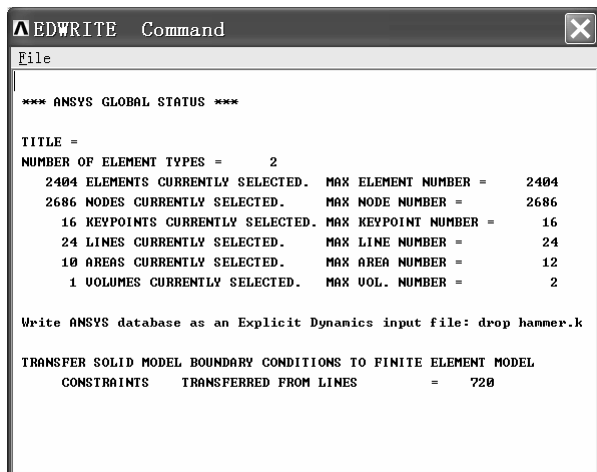 EDWRITE Command
File
*** ANSYS GLOBAL STATUS ***
TITLE =
NUMBER OF ELEMENT TYPES = 2
2404 ELEMENTS CURRENTLY SELECTED. MAX ELEMENT NUMBER = 2404
2686 NODES CURRENTLY SELECTED. MAX NODE NUMBER = 2686
16 KEYPOINTS CURRENTLY SELECTED. MAX KEYPOINT NUMBER = 16
24 LINES CURRENTLY SELECTED. MAX LINE NUMBER = 24
10 AREAS CURRENTLY SELECTED. MAX AREA NUMBER = 12
1 VOLUMES CURRENTLY SELECTED. MAX VOL. NUMBER = 2
Write ANSYS database as an Explicit Dynamics input file: drop hammer.k
TRANSFER SOLID MODEL BOUNDARY CONDITIONS TO FINITE ELEMENT MODEL
CONSTRAINTS TRANSFERRED FROM LINES = 720